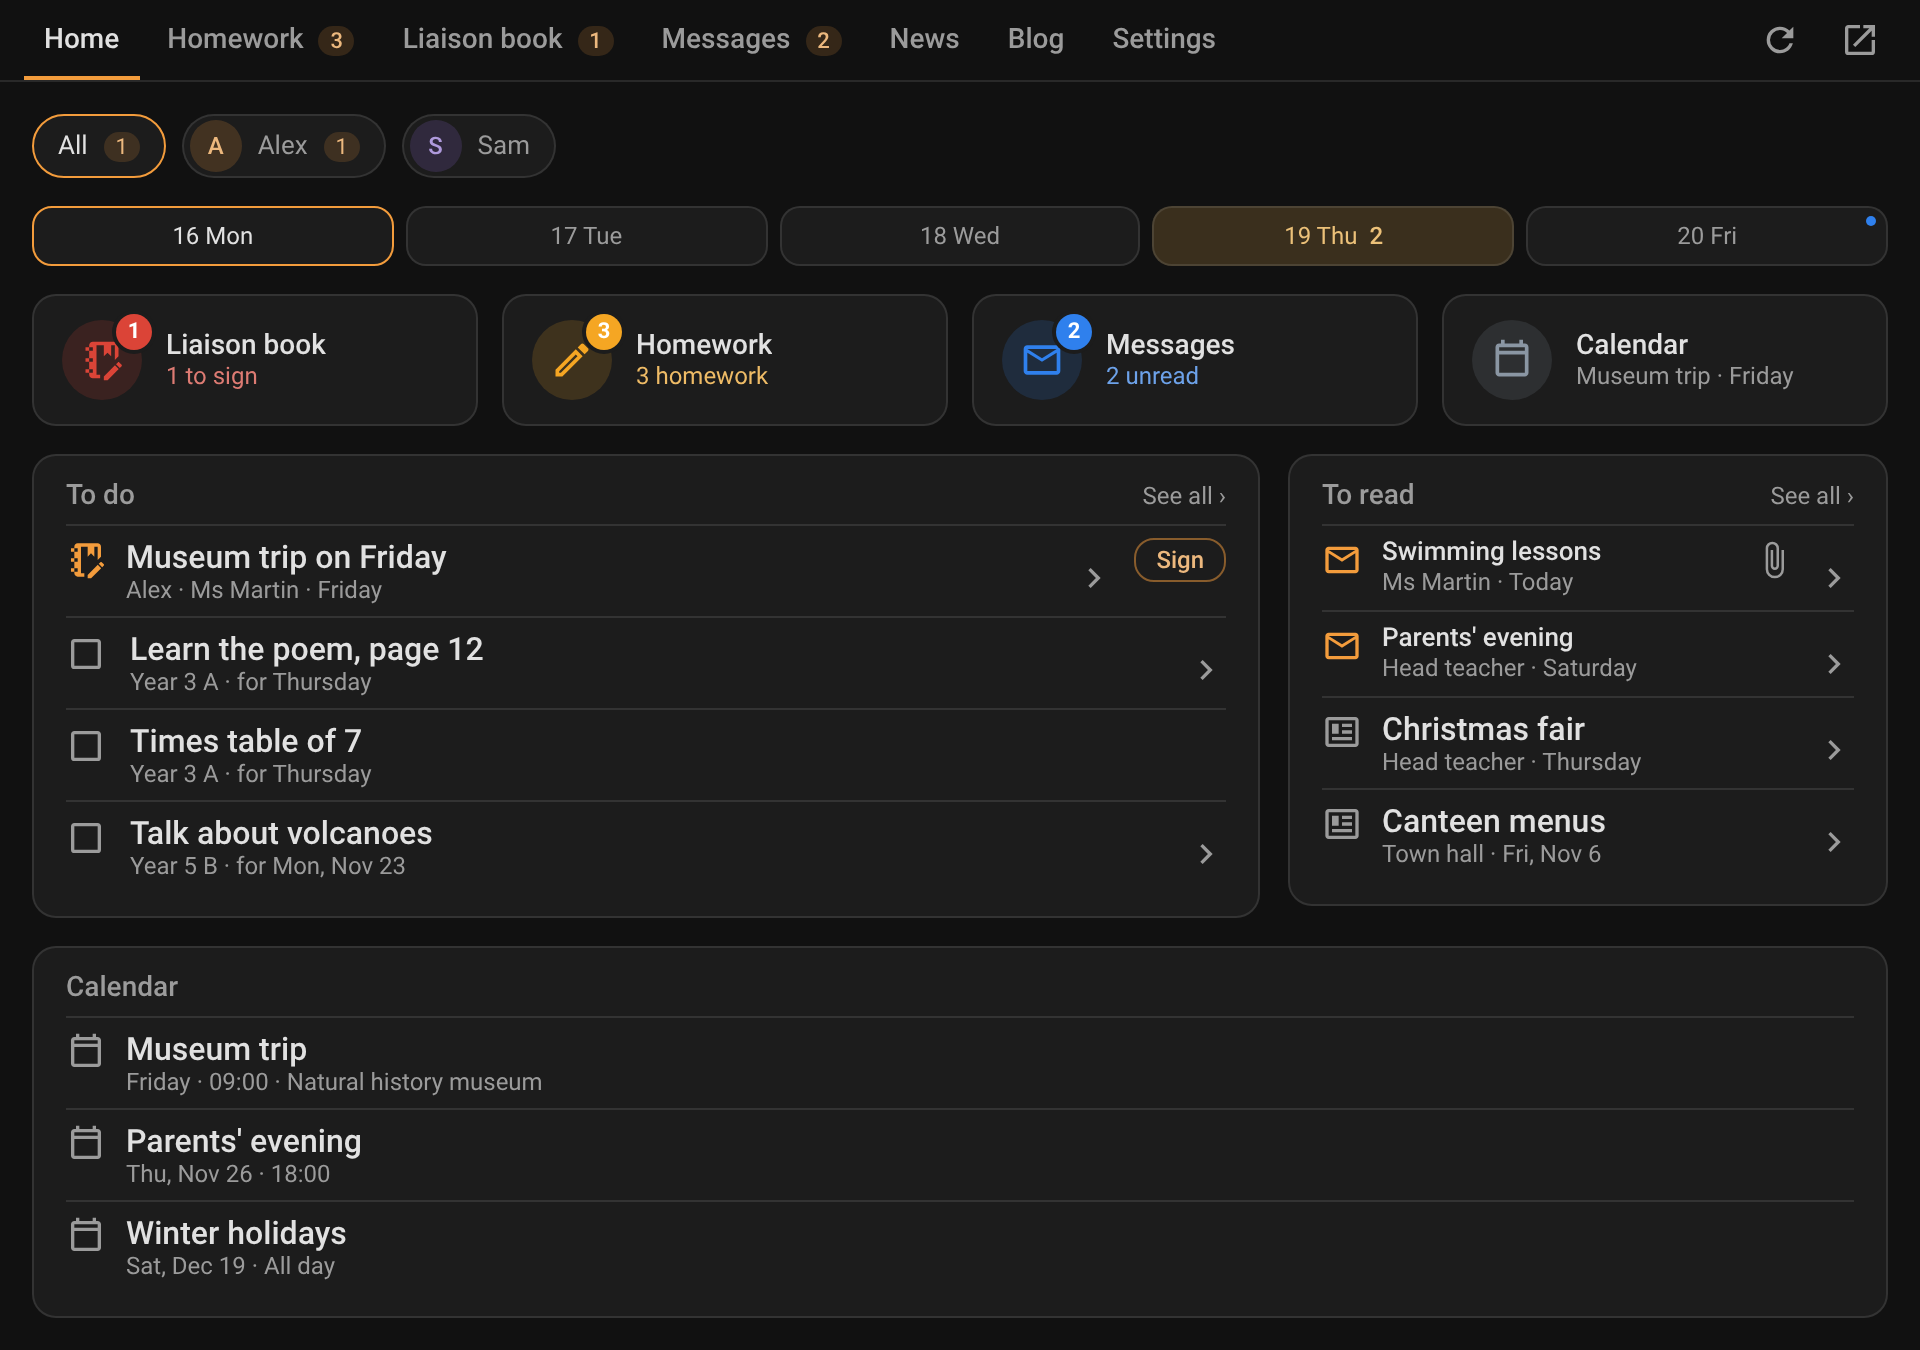 Home
Homework 3
Liaison book 1
Messages 2
News
Blog
Settings
All 1
A Alex 1
S Sam
16 Mon
17 Tue
18 Wed
19 Thu 2
20 Fri
1
Liaison book
1 to sign
3
Homework
3 homework
2
Messages
2 unread
Calendar
Museum trip · Friday
To do
See all ›
Museum trip on Friday
Alex · Ms Martin · Friday
Sign
Learn the poem, page 12
Year 3 A · for Thursday
Times table of 7
Year 3 A · for Thursday
Talk about volcanoes
Year 5 B · for Mon, Nov 23
To read
See all ›
Swimming lessons
Ms Martin · Today
Parents' evening
Head teacher · Saturday
Christmas fair
Head teacher · Thursday
Canteen menus
Town hall · Fri, Nov 6
Calendar
Museum trip
Friday · 09:00 · Natural history museum
Parents' evening
Thu, Nov 26 · 18:00
Winter holidays
Sat, Dec 19 · All day